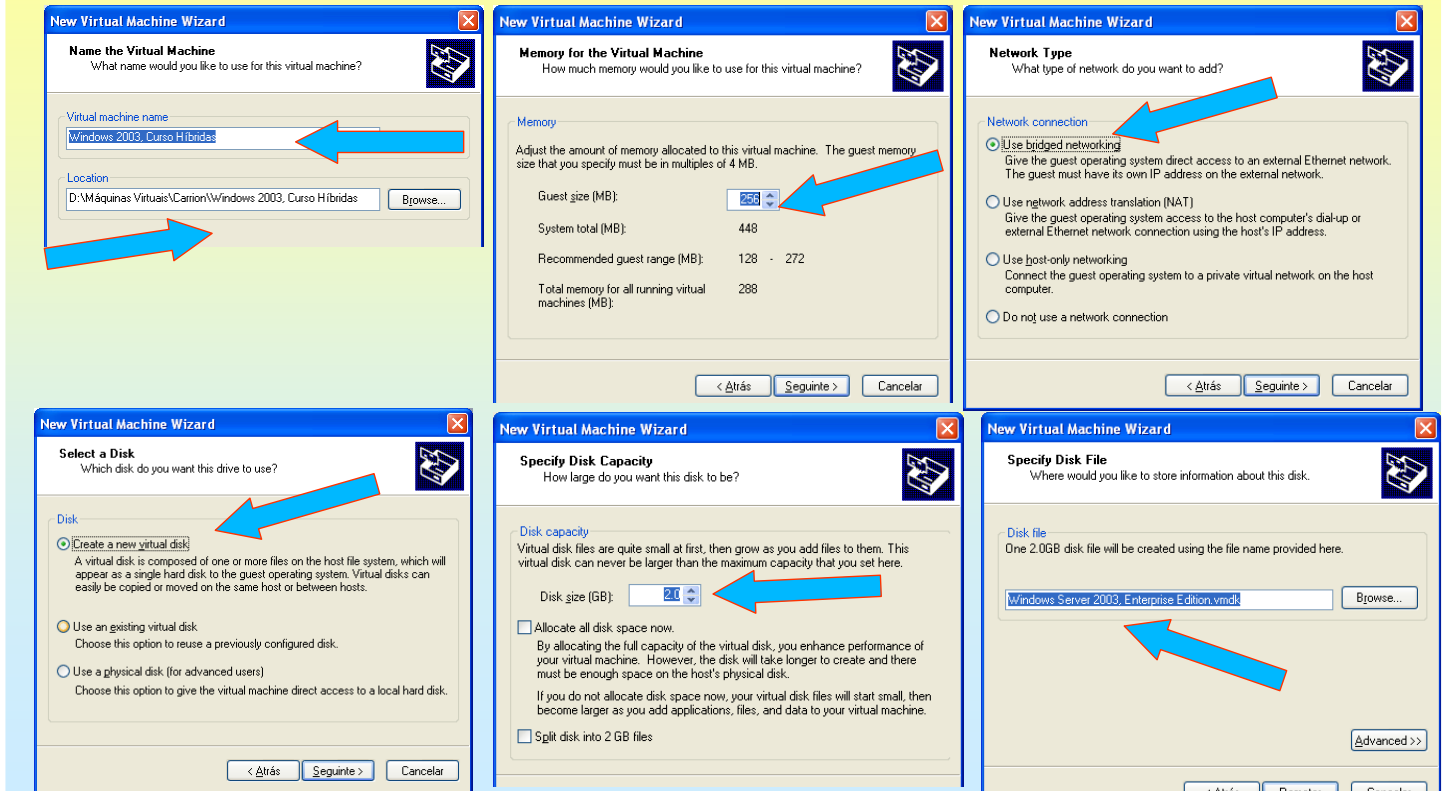 New Virtual Machine Wizard
Name the Virtual Machine
What name would you like to use for this virtual machine?
Virtual machine name
Windows 2003, Curso Híbridas
Location
D:\Máquinas Virtuais\Carrion\Windows 2003, Curso Híbridas
Browse...
New Virtual Machine Wizard
Memory for the Virtual Machine
How much memory would you like to use for this virtual machine?
Memory
Adjust the amount of memory allocated to this virtual machine. The guest memory
size that you specify must be in multiples of 4 MB.
Guest size (MB): 256
System total (MB): 448
Recommended guest range (MB): 128 - 272
Total memory for all running virtual 288
machines (MB):
< Atrás Seguinte > Cancelar
New Virtual Machine Wizard
Network Type
What type of network do you want to add?
Network connection
Use bridged networking
Give the guest operating system direct access to an external Ethernet network.
The guest must have its own IP address on the external network.
Use network address translation (NAT)
Give the guest operating system access to the host computer's dial-up or
external Ethernet network connection using the host's IP address.
Use host-only networking
Connect the guest operating system to a private virtual network on the host
computer.
Do not use a network connection
< Atrás Seguinte > Cancelar
New Virtual Machine Wizard
Select a Disk
Which disk do you want this drive to use?
Disk
Create a new virtual disk
A virtual disk is composed of one or more files on the host file system, which will
appear as a single hard disk to the guest operating system. Virtual disks can
easily be copied or moved on the same host or between hosts.
Use an existing virtual disk
Choose this option to reuse a previously configured disk.
Use a physical disk (for advanced users)
Choose this option to give the virtual machine direct access to a local hard disk.
< Atrás Seguinte > Cancelar
New Virtual Machine Wizard
Specify Disk Capacity
How large do you want this disk to be?
Disk capacity
Virtual disk files are quite small at first, then grow as you add files to them. This
virtual disk can never be larger than the maximum capacity that you set here.
Disk size (GB): 2.0
Allocate all disk space now.
By allocating the full capacity of the virtual disk, you enhance performance of
your virtual machine. However, the disk will take longer to create and there
must be enough space on the host's physical disk.
If you do not allocate disk space now, your virtual disk files will start small, then
become larger as you add applications, files, and data to your virtual machine.
Split disk into 2 GB files
New Virtual Machine Wizard
Specify Disk File
Where would you like to store information about this disk.
Disk file
One 2.0GB disk file will be created using the file name provided here.
Windows Server 2003, Enterprise Edition.vmdk
Browse...
Advanced >>